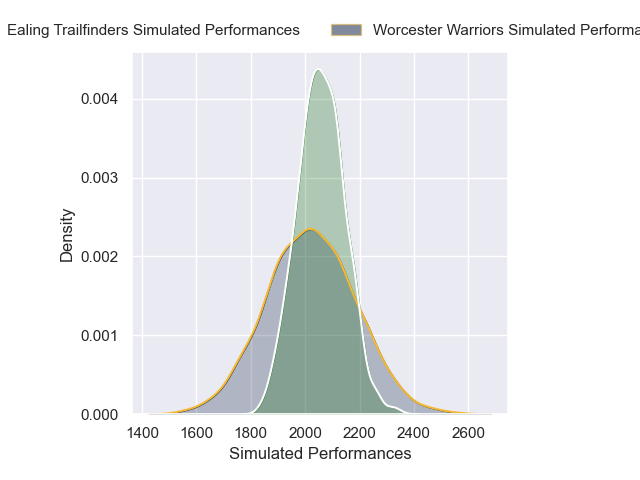 Ealing Trailfinders Simulated Performances
Worcester Warriors Simulated Performa
0.004
0.003
0.002
0.001
0.000
Density
1400 1600 1800 2000 2200 2400 2600
Simulated Performances